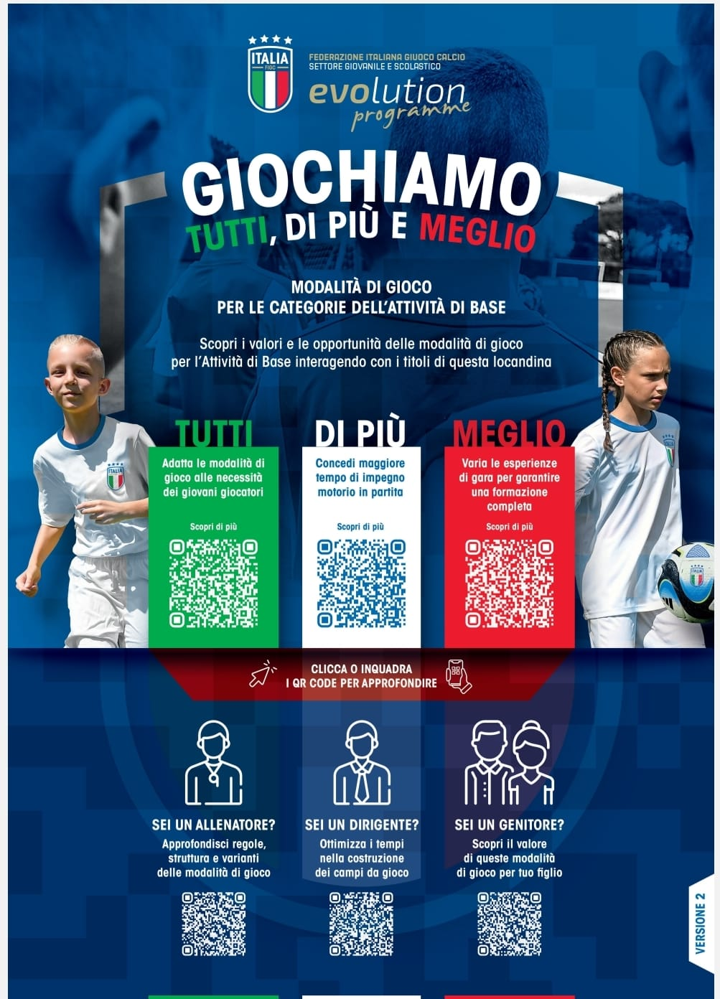 ITALIA
FIGC
FEDERAZIONE ITALIANA GIUOCO CALCIO
SETTORE GIOVANILE E SCOLASTICO
evolution
programme
GIOCHIAMO
TUTTI, DI PIÙ E MEGLIO
MODALITÀ DI GIOCO
PER LE CATEGORIE DELL'ATTIVITÀ DI BASE
Scopri i valori e le opportunità delle modalità di gioco
per l'Attività di Base interagendo con i titoli di questa locandina
TUTTI
Adatta le modalità di
gioco alle necessità
dei giovani giocatori
Scopri di più
DI PIÙ
Concedi maggiore
tempo di impegno
motorio in partita
Scopri di più
MEGLIO
Varia le esperienze
di gara per garantire
una formazione
completa
Scopri di più
ITALIA
ITALIA
ITALIA
CLICCA O INQUADRA
I QR CODE PER APPROFONDIRE
SEI UN ALLENATORE?
Approfondisci regole,
struttura e varianti
delle modalità di gioco
SEI UN DIRIGENTE?
Ottimizza i tempi
nella costruzione
dei campi da gioco
SEI UN GENITORE?
Scopri il valore
di queste modalità
di gioco per tuo figlio
VERSIONE 2